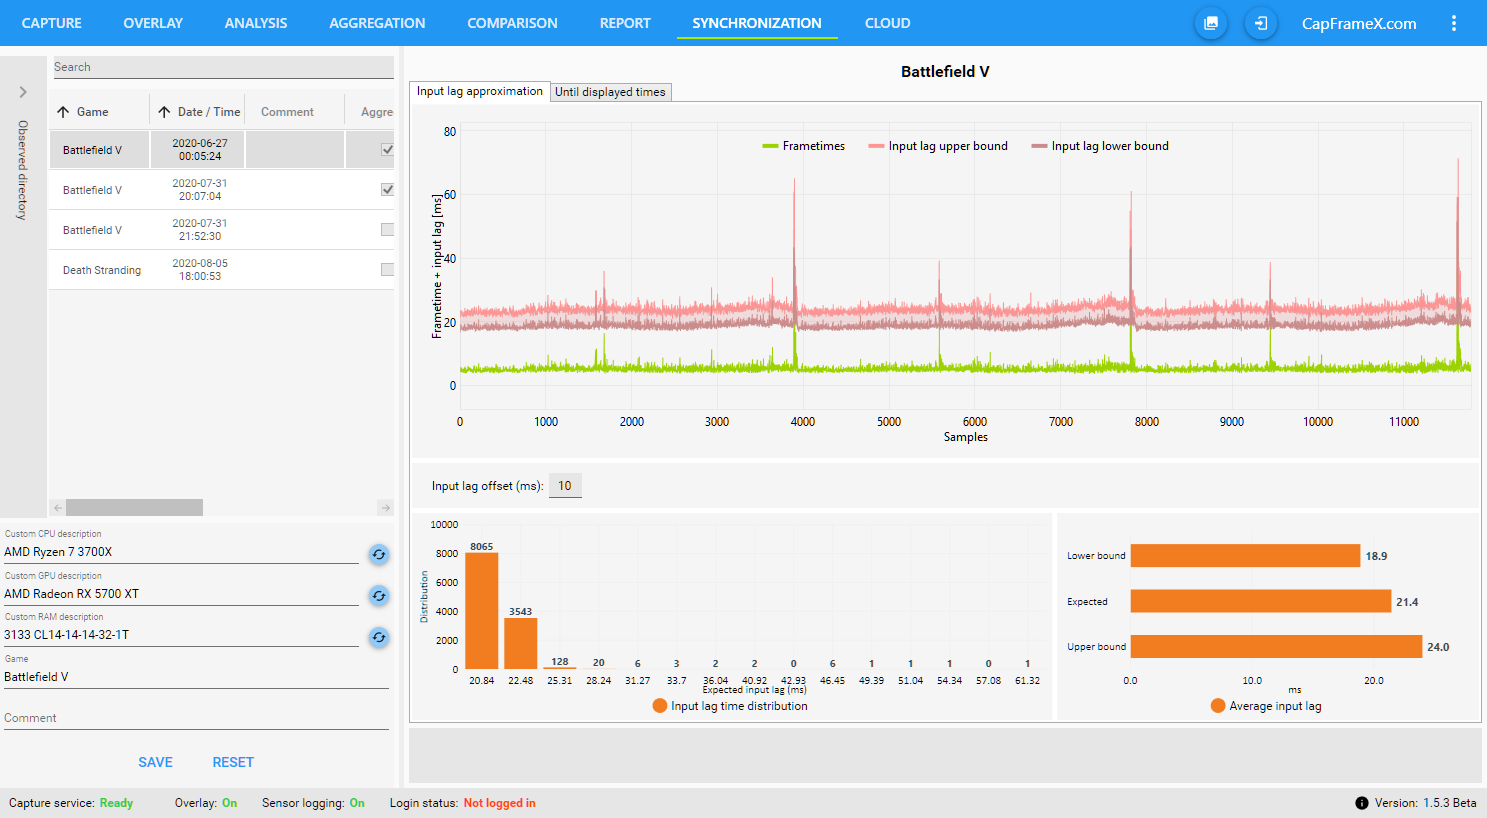 CAPTURE OVERLAY ANALYSIS AGGREGATION COMPARISON REPORT SYNCHRONIZATION CLOUD CapFrameX.com
Search
Game Date / Time Comment Aggre
Battlefield V 2020-06-27 00:05:24
Battlefield V 2020-07-31 20:07:04
Battlefield V 2020-07-31 21:52:30
Death Stranding 2020-08-05 18:00:53
Observed directory
Custom CPU description
AMD Ryzen 7 3700X
Custom GPU description
AMD Radeon RX 5700 XT
Custom RAM description
3133 CL14-14-14-32-1T
Game
Battlefield V
Comment
SAVE RESET
Battlefield V
Input lag approximation Until displayed times
Frametimes Input lag upper bound Input lag lower bound
Frametime + input lag [ms]
80
60
40
20
0
0 1000 2000 3000 4000 5000 6000 7000 8000 9000 10000 11000
Samples
Input lag offset (ms): 10
Distribution
10000
8000
6000
4000
2000
0
8065 3543 128 20 6 3 2 2 0 6 1 1 1 0 1
20.84 22.48 25.31 28.24 31.27 33.7 36.04 40.92 42.93 46.45 49.39 51.04 54.34 57.08 61.32
Expected input lag (ms)
Input lag time distribution
Lower bound 18.9
Expected 21.4
Upper bound 24.0
0.0 10.0 20.0
ms
Average input lag
Capture service: Ready Overlay: On Sensor logging: On Login status: Not logged in Version: 1.5.3 Beta